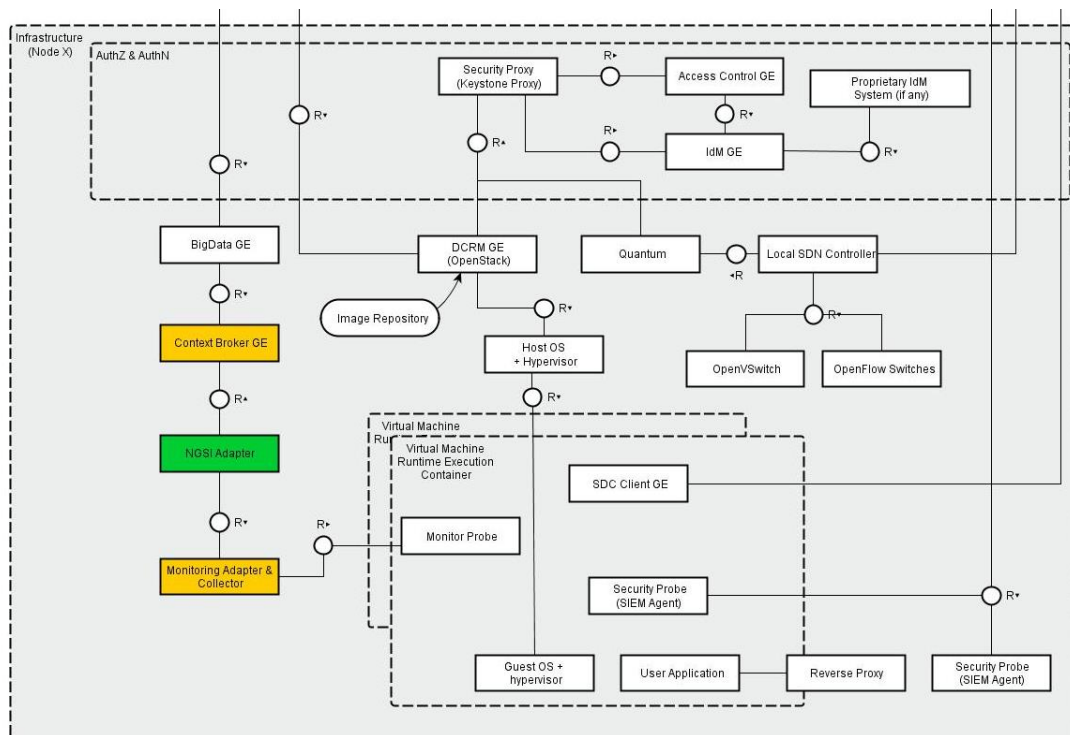 Infrastructure
(Node X)
AuthZ & AuthN
Security Proxy
(Keystone Proxy)
R
Access Control GE
Proprietary IdM
System (if any)
R
R
R
R
IdM GE
R
R
BigData GE
DCRM GE
(OpenStack)
Quantum
R
Local SDN Controller
R
Image Repository
R
R
Context Broker GE
Host OS
+ Hypervisor
OpenVSwitch
OpenFlow Switches
R
R
Virtual Machine
Virtual Machine
Runtime Execution
Container
NGSI Adapter
SDC Client GE
R
R
Monitor Probe
Monitoring Adapter &
Collector
Security Probe
(SIEM Agent)
R
Guest OS +
hypervisor
User Application
Reverse Proxy
Security Probe
(SIEM Agent)